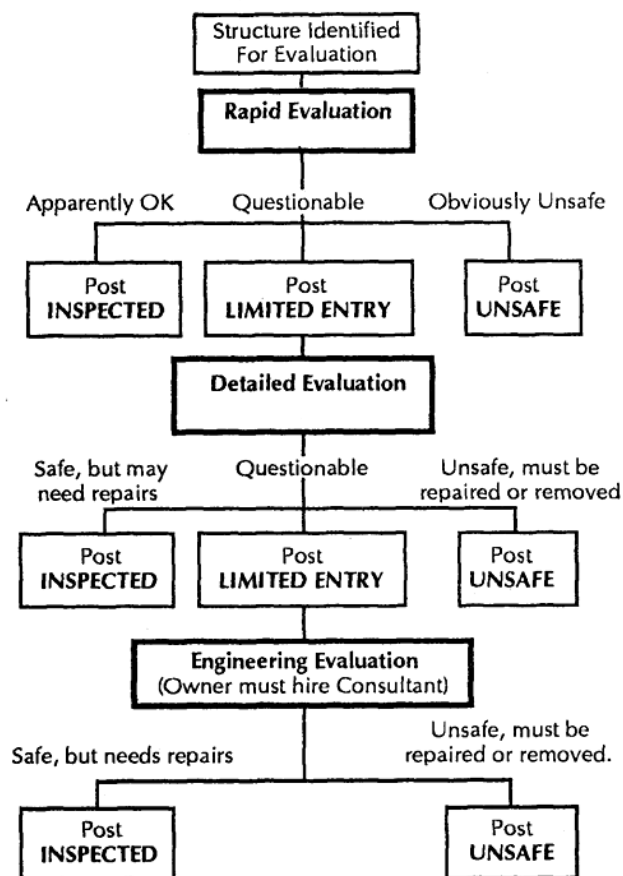 Structure Identified
For Evaluation
Rapid Evaluation
Apparently OK
Questionable
Obviously Unsafe
Post
INSPECTED
Post
LIMITED ENTRY
Post
UNSAFE
Detailed Evaluation
Safe, but may
need repairs
Questionable
Unsafe, must be
repaired or removed
Post
INSPECTED
Post
LIMITED ENTRY
Post
UNSAFE
Engineering Evaluation
(Owner must hire Consultant)
Safe, but needs repairs
Unsafe, must be
repaired or removed.
Post
INSPECTED
Post
UNSAFE